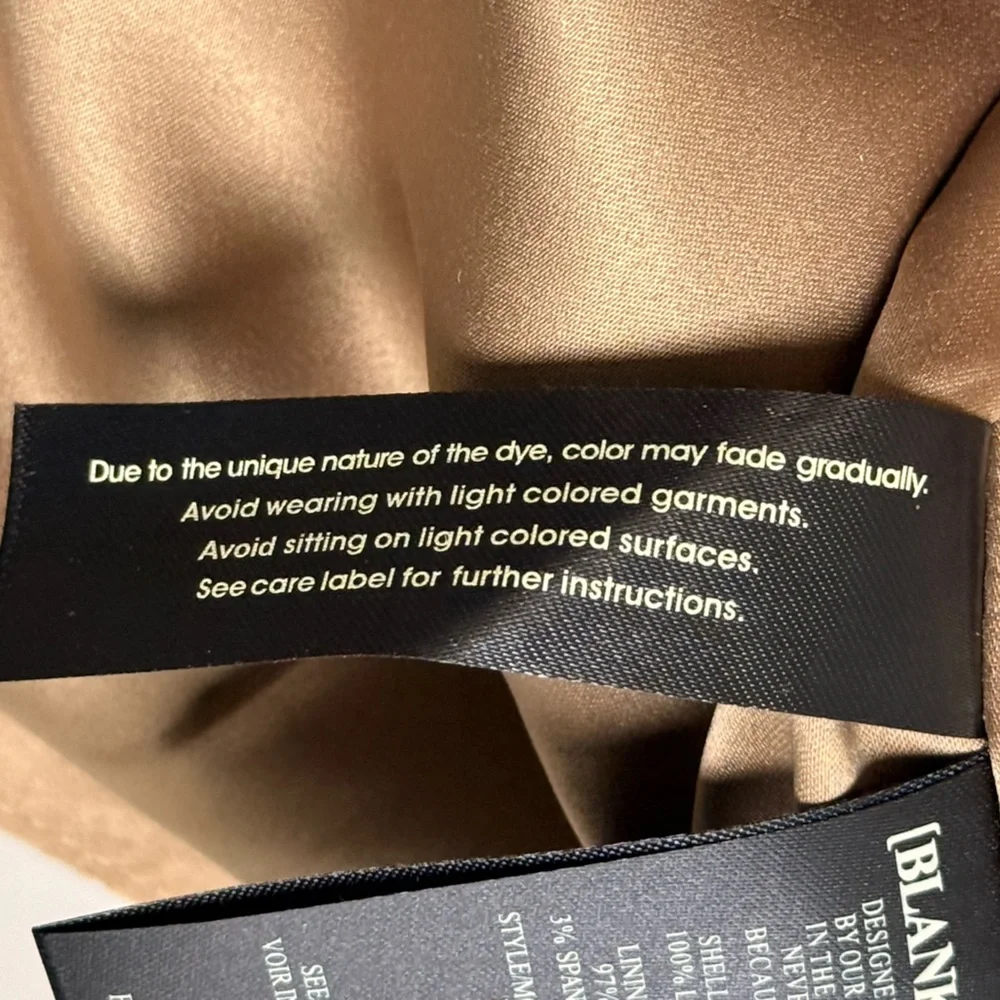 Due to the unique nature of the dye, color may fade gradually.
Avoid wearing with light colored garments.
Avoid sitting on light colored surfaces.
See care label for further instructions.
[BLAN
DESIGNE
BY OUR
IN THE
NEVE
BECAU
SHELL
100% L
LININ
97%
3% SPAN
STYLE
SEE
VOIR